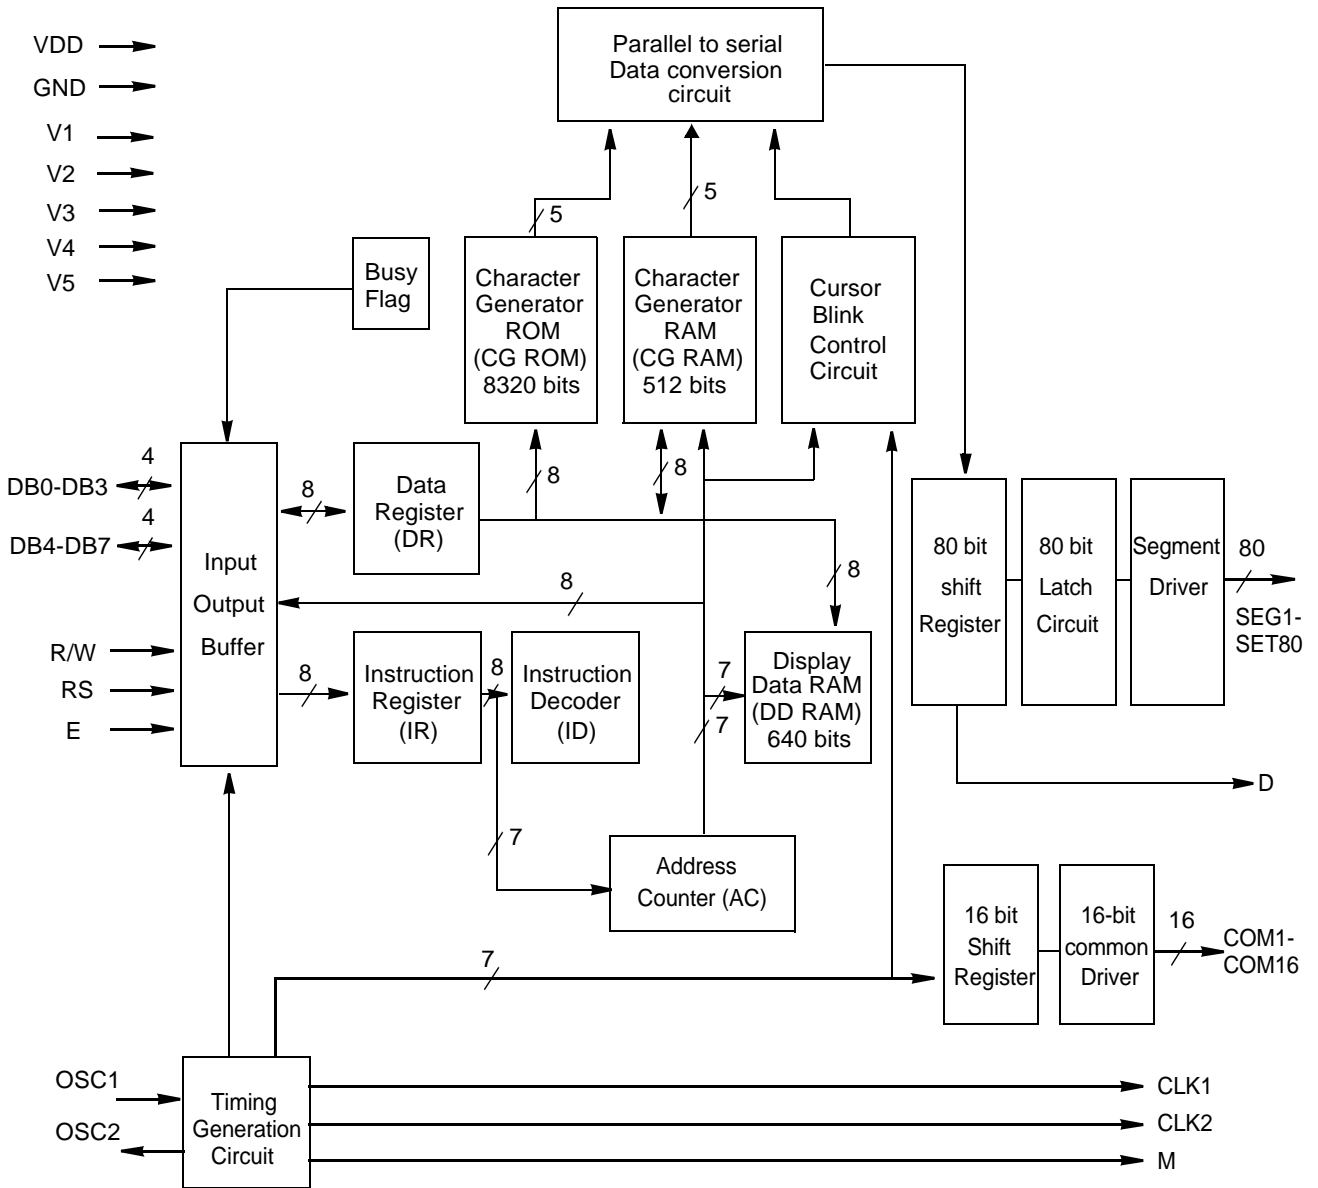 VDD
GND
V1
V2
V3
V4
V5
Parallel to serial
Data conversion
circuit
5
5
Busy
Flag
Character
Generator
ROM
(CG ROM)
8320 bits
Character
Generator
RAM
(CG RAM)
512 bits
Cursor
Blink
Control
Circuit
8
8
DB0-DB3
4
DB4-DB7
4
R/W
RS
E
Input
Output
Buffer
8
Data
Register
(DR)
8
8
8
Instruction
Register
(IR)
8
Instruction
Decoder
(ID)
7
7
Display
Data RAM
(DD RAM)
640 bits
80 bit
shift
Register
80 bit
Latch
Circuit
Segment
Driver
80
SEG1-
SET80
D
7
Address
Counter (AC)
7
16 bit
Shift
Register
16-bit
common
Driver
16
COM1-
COM16
OSC1
OSC2
Timing
Generation
Circuit
CLK1
CLK2
M